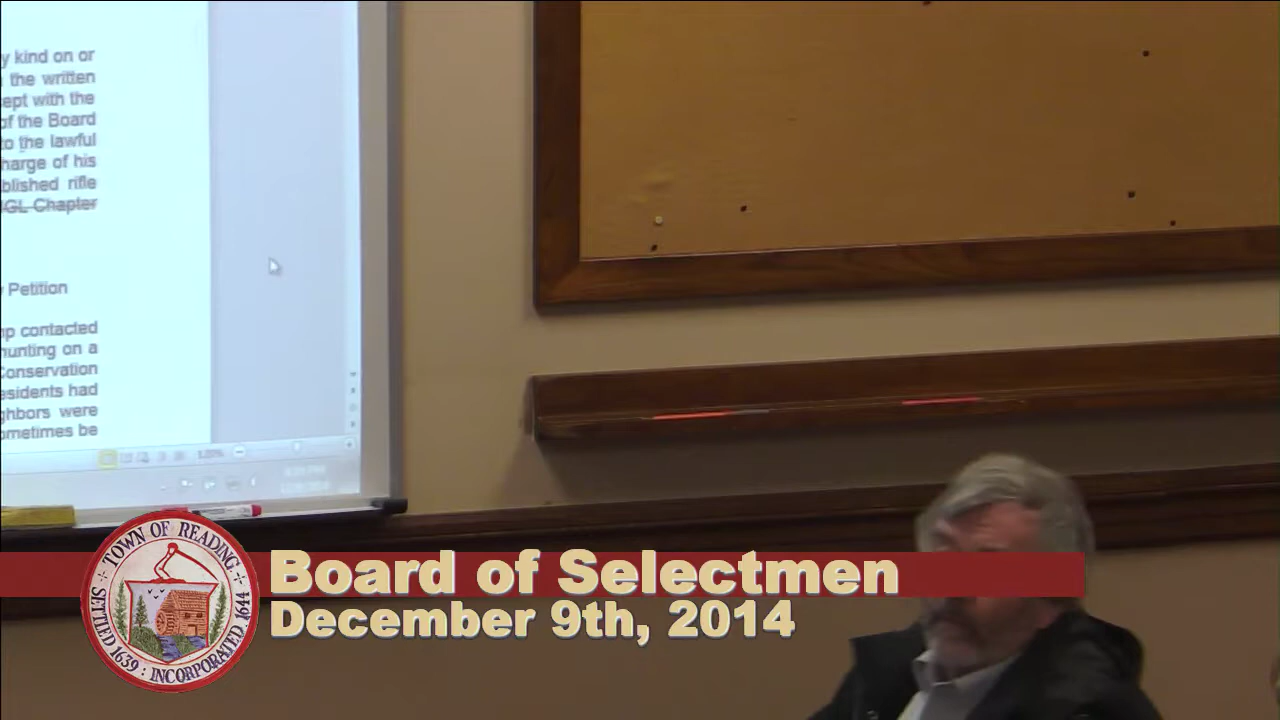 y kind on or
the written
ept with the
of the Board
to the lawful
harge of his
blished rifle
GL Chapter
Petition
p contacted
hunting on a
Conservation
esidents had
ghbors were
ometimes be
TOWN OF READING
SETTLED 1639 : INCORPORATED 1644
Board of Selectmen
December 9th, 2014